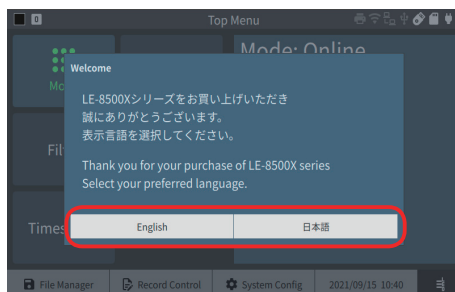 0 Top Menu
Mode: Online
Welcome
LE-8500Xシリーズをお買い上げいただき
誠にありがとうございます。
表示言語を選択してください。
Thank you for your purchase of LE-8500X series
Select your preferred language.
English 日本語
File Manager Record Control System Config 2021/09/15 10:40